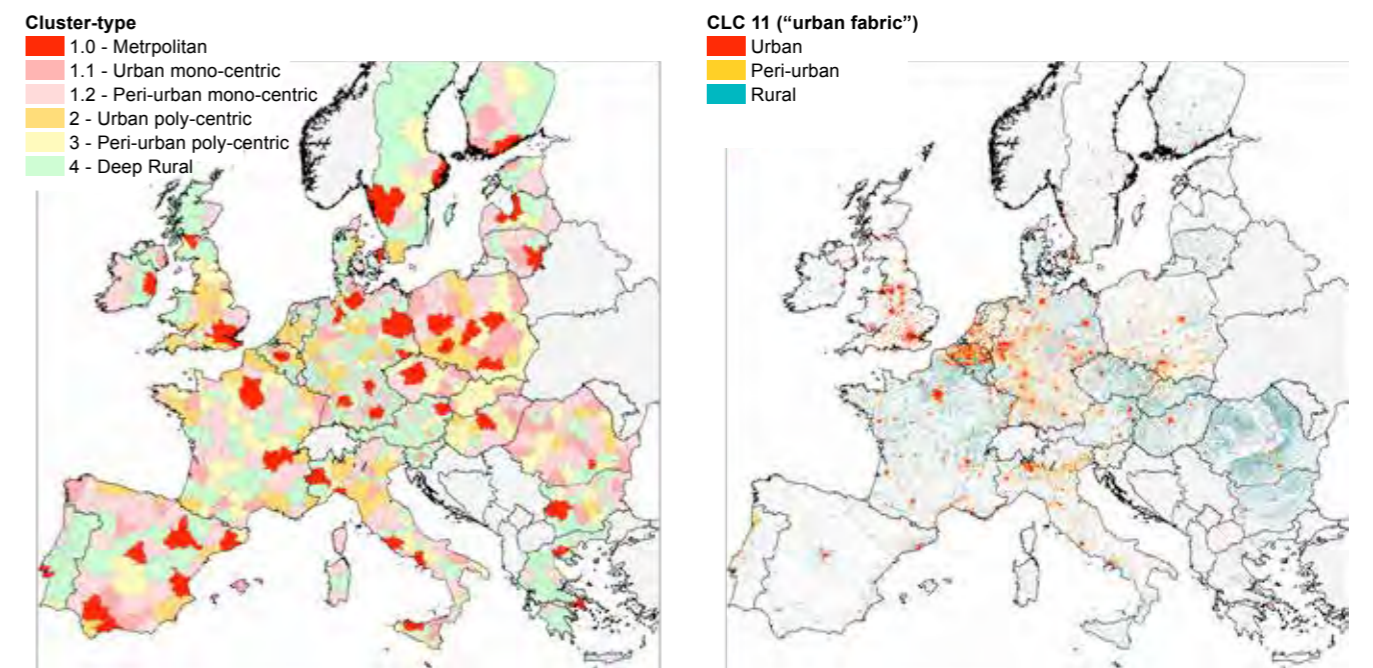 Cluster-type
1.0 - Metrpolitan
1.1 - Urban mono-centric
1.2 - Peri-urban mono-centric
2 - Urban poly-centric
3 - Peri-urban poly-centric
4 - Deep Rural
CLC 11 (“urban fabric”)
Urban
Peri-urban
Rural